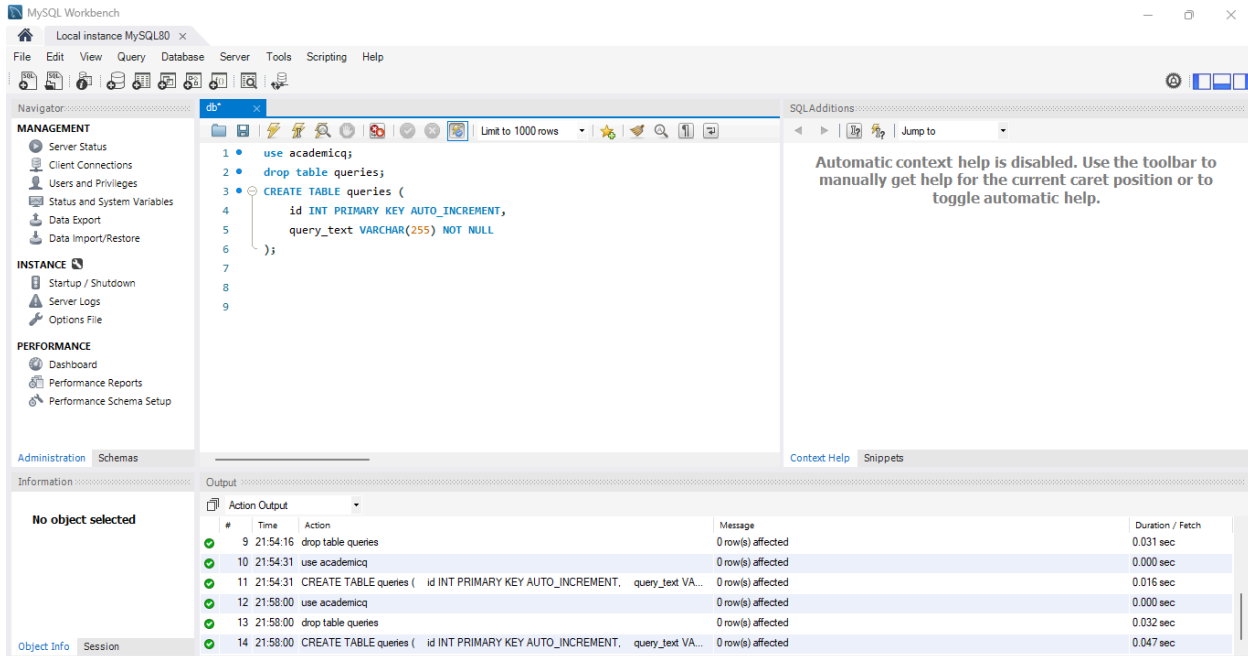 MySQL Workbench
Local instance MySQL80
File Edit View Query Database Server Tools Scripting Help
Navigator
MANAGEMENT
Server Status
Client Connections
Users and Privileges
Status and System Variables
Data Export
Data Import/Restore
INSTANCE
Startup / Shutdown
Server Logs
Options File
PERFORMANCE
Dashboard
Performance Reports
Performance Schema Setup
Administration Schemas
db*
Limit to 1000 rows
1 use academicq;
2 drop table queries;
3 CREATE TABLE queries (
4 id INT PRIMARY KEY AUTO_INCREMENT,
5 query_text VARCHAR(255) NOT NULL
6 );
7
8
9
SQLAdditions
Jump to
Automatic context help is disabled. Use the toolbar to
manually get help for the current caret position or to
toggle automatic help.
Context Help Snippets
Information
No object selected
Object Info Session
Output
Action Output
# Time Action Message Duration / Fetch
9 21:54:16 drop table queries 0 row(s) affected 0.031 sec
10 21:54:31 use academicq 0 row(s) affected 0.000 sec
11 21:54:31 CREATE TABLE queries ( id INT PRIMARY KEY AUTO_INCREMENT, query_text VA... 0 row(s) affected 0.016 sec
12 21:58:00 use academicq 0 row(s) affected 0.000 sec
13 21:58:00 drop table queries 0 row(s) affected 0.032 sec
14 21:58:00 CREATE TABLE queries ( id INT PRIMARY KEY AUTO_INCREMENT, query_text VA... 0 row(s) affected 0.047 sec